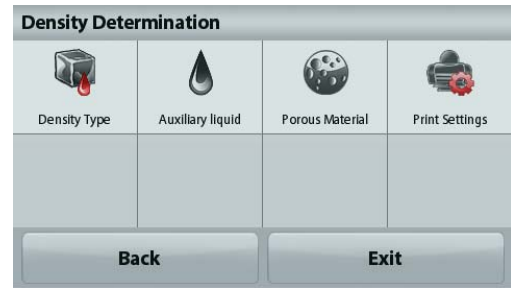 Density Determination
Density Type
Auxiliary liquid
Porous Material
Print Settings
Back
Exit